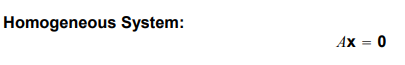 Homogeneous System:
Ax = 0